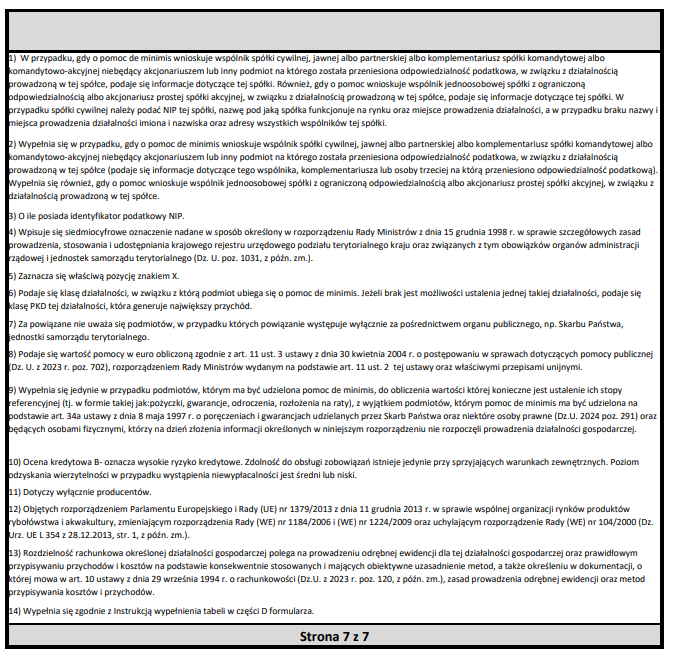 1)  W przypadku, gdy o pomoc de minimis wnioskuje wspólnik spółki cywilnej, jawnej albo partnerskiej albo komplementariusz spółki komandytowej albo
komandytowo-akcyjnej niebędący akcjonariuszem lub inny podmiot na którego została przeniesiona odpowiedzialność podatkowa, w związku z działalnością
prowadzoną w tej spółce, podaje się informacje dotyczące tej spółki. Również, gdy o pomoc wnioskuje wspólnik jednoosobowej spółki z ograniczoną
odpowiedzialnością albo akcjonariusz prostej spółki akcyjnej, w związku z działalnością prowadzoną w tej spółce, podaje się informacje dotyczące tej spółki. W
przypadku spółki cywilnej należy podać NIP tej spółki, nazwę pod jaką spółka funkcjonuje na rynku oraz miejsce prowadzenia działalności, a w przypadku braku nazwy i
miejsca prowadzenia działalności imiona i nazwiska oraz adresy wszystkich wspólników tej spółki.
2) Wypełnia się w przypadku, gdy o pomoc de minimis wnioskuje wspólnik spółki cywilnej, jawnej albo partnerskiej albo komplementariusz spółki komandytowej albo
komandytowo-akcyjnej niebędący akcjonariuszem lub inny podmiot na którego została przeniesiona odpowiedzialność podatkowa, w związku z działalnością
prowadzoną w tej spółce (podaje się informacje dotyczące tego wspólnika, komplementariusza lub osoby trzeciej na którą przeniesiono odpowiedzialność podatkową).
Wypełnia się również, gdy o pomoc wnioskuje wspólnik jednoosobowej spółki z ograniczoną odpowiedzialnością albo akcjonariusz prostej spółki akcyjnej, w związku z
działalnością prowadzoną w tej spółce.
3) O ile posiada identyfikator podatkowy NIP.
4) Wpisuje się siedmiocyfrowe oznaczenie nadane w sposób określony w rozporządzeniu Rady Ministrów z dnia 15 grudnia 1998 r. w sprawie szczegółowych zasad
prowadzenia, stosowania i udostępniania krajowego rejestru urzędowego podziału terytorialnego kraju oraz związanych z tym obowiązków organów administracji
rządowej i jednostek samorządu terytorialnego (Dz. U. poz. 1031, z późn. zm.).
5) Zaznacza się właściwą pozycję znakiem X.
6) Podaje się klasę działalności, w związku z którą podmiot ubiega się o pomoc de minimis. Jeżeli brak jest możliwości ustalenia jednej takiej działalności, podaje się
klasę PKD tej działalności, która generuje największy przychód.
7) Za powiązane nie uważa się podmiotów, w przypadku których powiązanie występuje wyłącznie za pośrednictwem organu publicznego, np. Skarbu Państwa,
jednostki samorządu terytorialnego.
8) Podaje się wartość pomocy w euro obliczoną zgodnie z art. 11 ust. 3 ustawy z dnia 30 kwietnia 2004 r. o postępowaniu w sprawach dotyczących pomocy publicznej
(Dz. U. z 2023 r. poz. 702), rozporządzeniem Rady Ministrów wydanym na podstawie art. 11 ust. 2  tej ustawy oraz właściwymi przepisami unijnymi.
9) Wypełnia się jedynie w przypadku podmiotów, którym ma być udzielona pomoc de minimis, do obliczenia wartości której konieczne jest ustalenie ich stopy
referencyjnej (tj. w formie takiej jak:pożyczki, gwarancje, odroczenia, rozłożenia na raty), z wyjątkiem podmiotów, którym pomoc de minimis ma być udzielona na
podstawie art. 34a ustawy z dnia 8 maja 1997 r. o poręczeniach i gwarancjach udzielanych przez Skarb Państwa oraz niektóre osoby prawne (Dz.U. 2024 poz. 291) oraz
będących osobami fizycznymi, którzy na dzień złożenia informacji określonych w niniejszym rozporządzeniu nie rozpoczęli prowadzenia działalności gospodarczej.
10) Ocena kredytowa B- oznacza wysokie ryzyko kredytowe. Zdolność do obsługi zobowiązań istnieje jedynie przy sprzyjających warunkach zewnętrznych. Poziom
odzyskania wierzytelności w przypadku wystąpienia niewypłacalności jest średni lub niski.
11) Dotyczy wyłącznie producentów.
12) Objętych rozporządzeniem Parlamentu Europejskiego i Rady (UE) nr 1379/2013 z dnia 11 grudnia 2013 r. w sprawie wspólnej organizacji rynków produktów
rybołówstwa i akwakultury, zmieniającym rozporządzenia Rady (WE) nr 1184/2006 i (WE) nr 1224/2009 oraz uchylającym rozporządzenie Rady (WE) nr 104/2000 (Dz.
Urz. UE L 354 z 28.12.2013, str. 1, z późn. zm.).
13) Rozdzielność rachunkowa określonej działalności gospodarczej polega na prowadzeniu odrębnej ewidencji dla tej działalności gospodarczej oraz prawidłowym
przypisywaniu przychodów i kosztów na podstawie konsekwentnie stosowanych i mających obiektywne uzasadnienie metod, a także określeniu w dokumentacji, o
której mowa w art. 10 ustawy z dnia 29 września 1994 r. o rachunkowości (Dz.U. z 2023 r. poz. 120, z późn. zm.), zasad prowadzenia odrębnej ewidencji oraz metod
przypisywania kosztów i przychodów.
14) Wypełnia się zgodnie z Instrukcją wypełnienia tabeli w części D formularza.
Strona 7 z 7